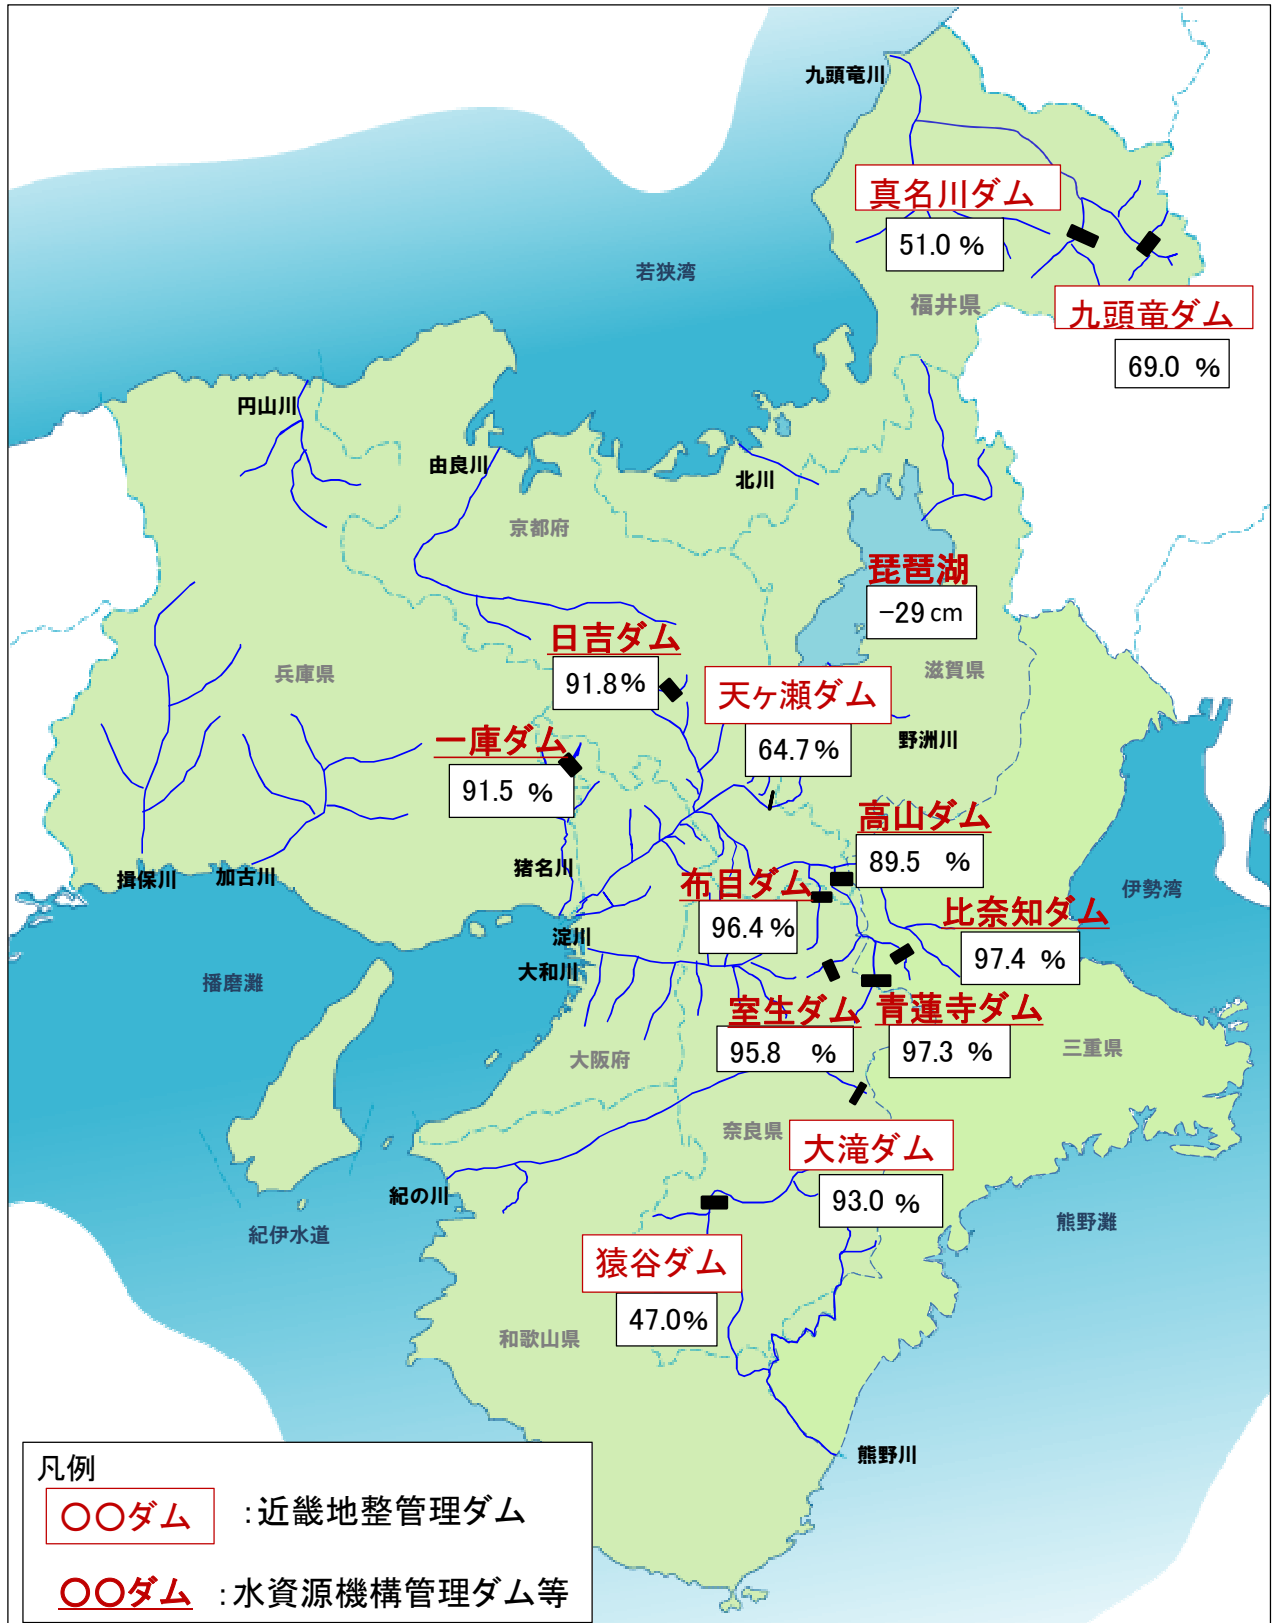 九頭竜川
真名川ダム
51.0 %
若狭湾
福井県
九頭竜ダム
69.0 %
円山川
由良川
北川
京都府
琵琶湖
-29 cm
日吉ダム
91.8%
兵庫県
滋賀県
天ヶ瀬ダム
64.7%
野洲川
一庫ダム
91.5 %
高山ダム
89.5 %
猪名川
揖保川
加古川
布目ダム
96.4%
伊勢湾
比奈知ダム
97.4 %
淀川
大和川
播磨灘
室生ダム
95.8 %
青蓮寺ダム
97.3 %
大阪府
三重県
奈良県
大滝ダム
93.0 %
紀の川
紀伊水道
熊野灘
猿谷ダム
47.0%
和歌山県
熊野川
凡例
○○ダム :近畿地整管理ダム
○○ダム :水資源機構管理ダム等